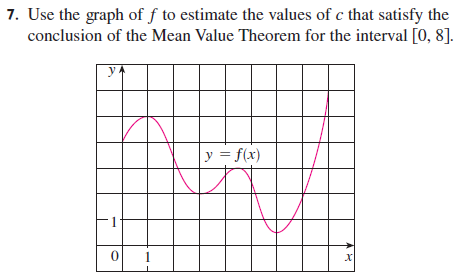 7. Use the graph of f to estimate the values of c that satisfy the
conclusion of the Mean Value Theorem for the interval [0, 8].
y
y = f(x)
1
0 1 x